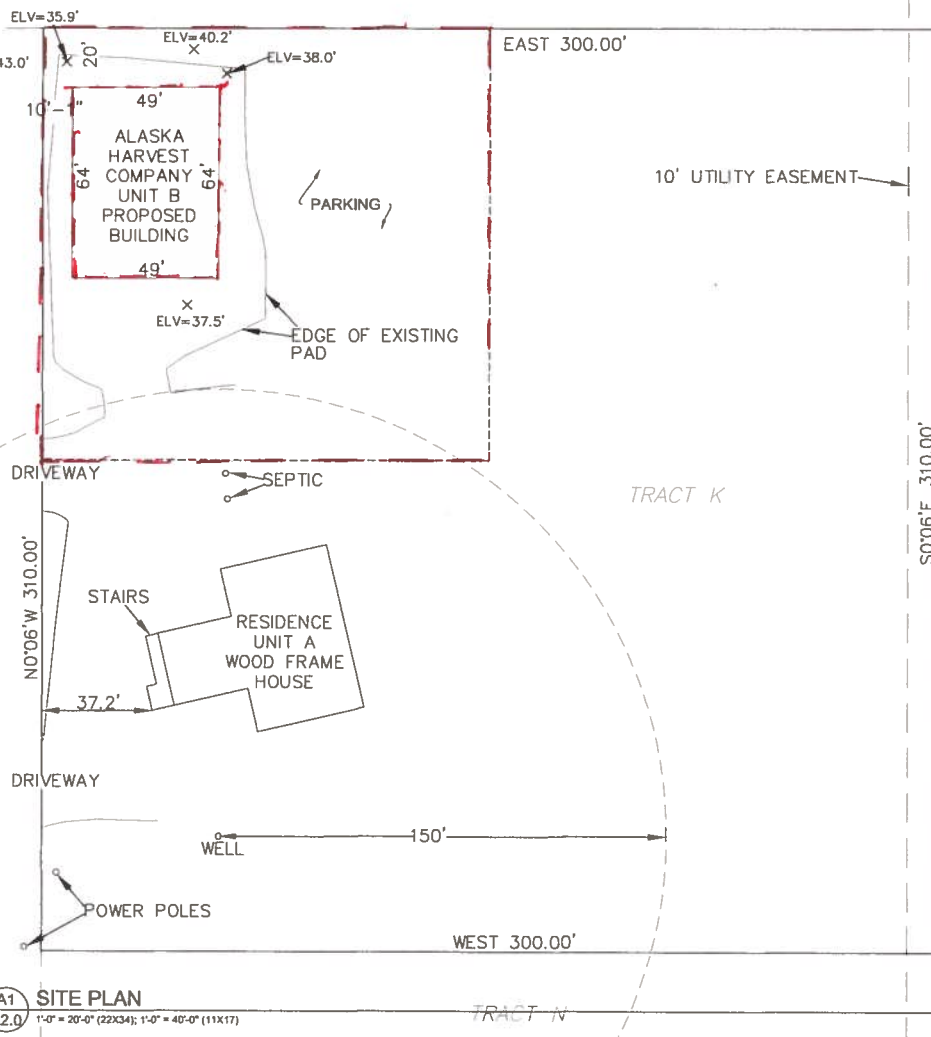 ELV=35.9'
ELV=40.2'
EAST 300.00'
43.0'
20'
ELV=38.0'
10'-1"
49'
ALASKA
HARVEST
COMPANY
UNIT B
PROPOSED
BUILDING
64'
64'
49'
PARKING
10' UTILITY EASEMENT
ELV=37.5'
EDGE OF EXISTING
PAD
DRIVEWAY
SEPTIC
TRACT K
N0°06'W 310.00'
S0°06'E 310.00'
STAIRS
RESIDENCE
UNIT A
WOOD FRAME
HOUSE
37.2'
DRIVEWAY
150'
WELL
POWER POLES
WEST 300.00'
A1
2.0
SITE PLAN
1'-0" = 20'-0" (22X34); 1'-0" = 40'-0" (11X17)
TRACT N